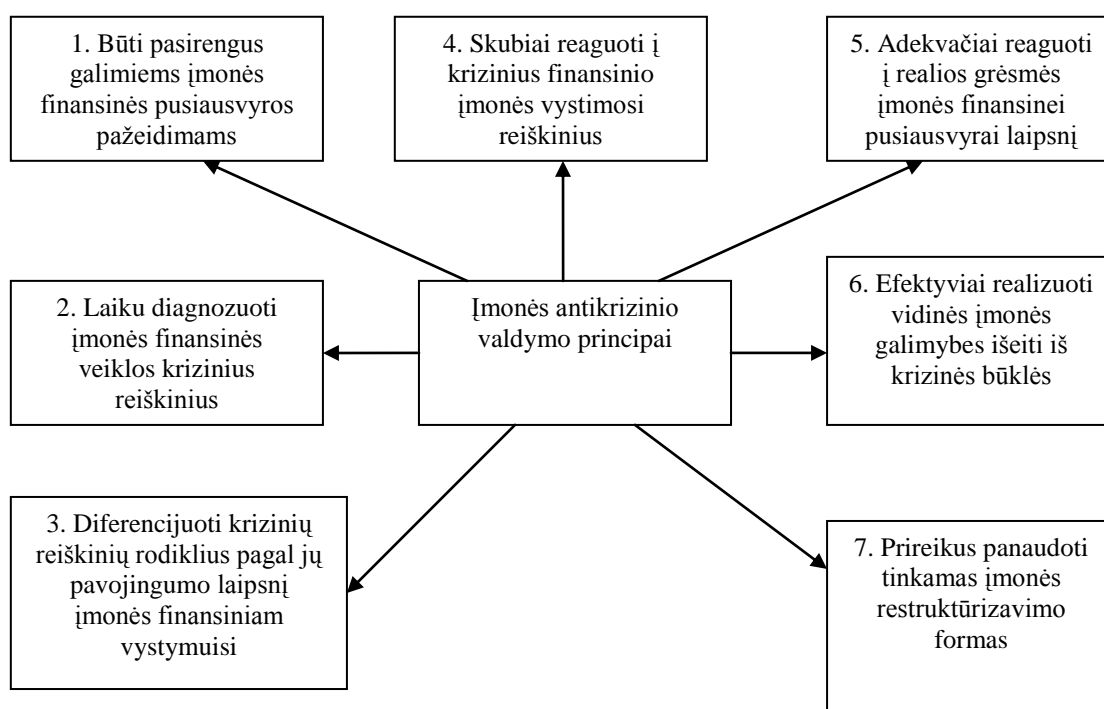 1. Būti pasirengus
galimiems įmonės
finansinės pusiausvyros
pažeidimams
4. Skubiai reaguoti į
krizinius finansinio
įmonės vystimosi
reiškinius
5. Adekvačiai reaguoti
į realios grėsmės
įmonės finansinei
pusiausvyrai laipsnį
2. Laiku diagnozuoti
įmonės finansinės
veiklos krizinius
reiškinius
Įmonės antikrizinio
valdymo principai
6. Efektyviai realizuoti
vidinės įmonės
galimybes išeiti iš
krizinės būklės
3. Diferencijuoti krizinių
reiškinių rodiklius pagal jų
pavojingumo laipsnį
įmonės finansiniam
vystymuisi
7. Prireikus panaudoti
tinkamas įmonės
restruktūrizavimo
formas